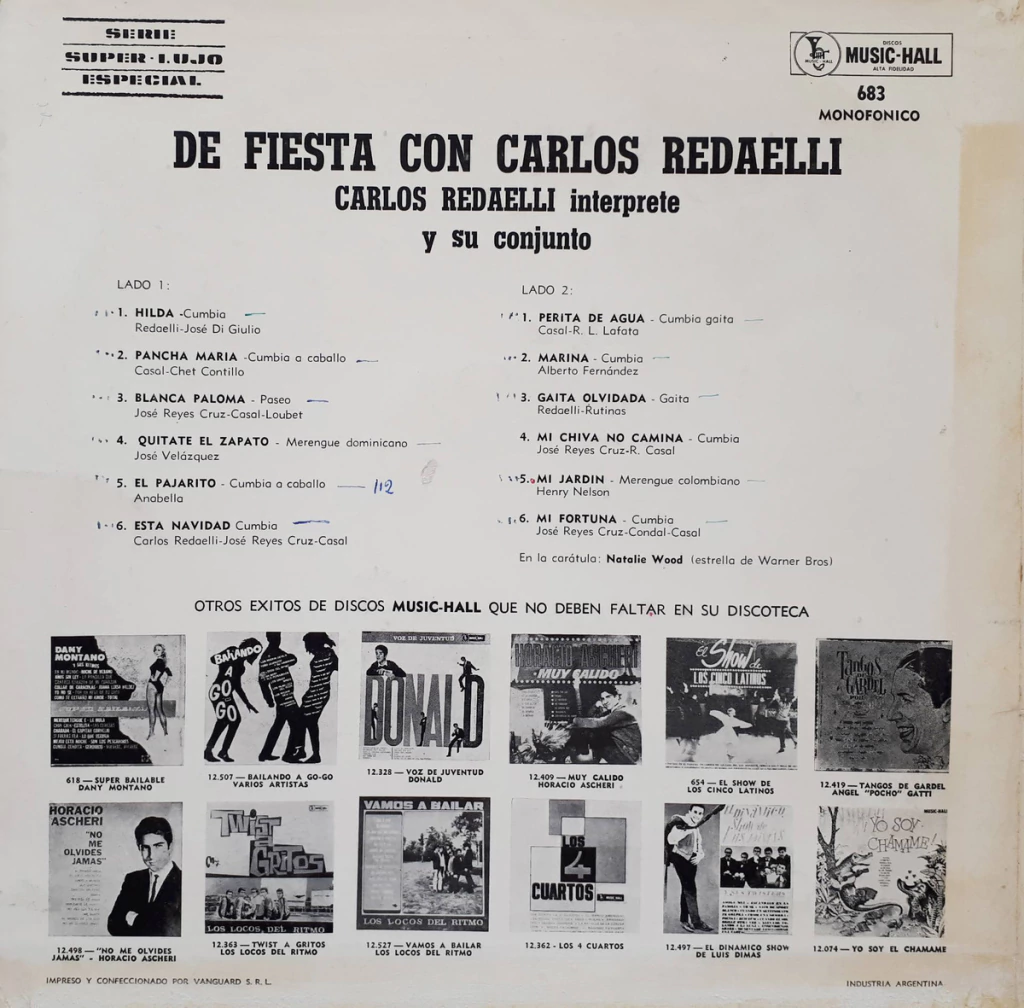 SERIE
SUPER-LUJO
ESPECIAL
DISCOS
MUSIC-HALL
ALTA FIDELIDAD
683
MONOFONICO
DE FIESTA CON CARLOS REDAELLI
CARLOS REDAELLI interprete
y su conjunto
LADO 1:
1. HILDA -Cumbia
Redaelli-José Di Giulio
2. PANCHA MARIA -Cumbia a caballo
Casal-Chet Contillo
3. BLANCA PALOMA - Paseo
José Reyes Cruz-Casal-Loubet
4. QUITATE EL ZAPATO - Merengue dominicano
José Velázquez
5. EL PAJARITO - Cumbia a caballo
Anabella
6. ESTA NAVIDAD Cumbia
Carlos Redaelli-José Reyes Cruz-Casal
LADO 2:
1. PERITA DE AGUA - Cumbia gaita
Casal-R. L. Lafata
2. MARINA - Cumbia
Alberto Fernández
3. GAITA OLVIDADA - Gaita
Redaelli-Rutinas
4. MI CHIVA NO CAMINA - Cumbia
José Reyes Cruz-R. Casal
5. MI JARDIN - Merengue colombiano
Henry Nelson
6. MI FORTUNA - Cumbia
José Reyes Cruz-Condal-Casal
En la carátula: Natalie Wood (estrella de Warner Bros)
OTROS EXITOS DE DISCOS MUSIC-HALL QUE NO DEBEN FALTAR EN SU DISCOTECA
DANY
MONTANO
BAILANDO
A
GO
GO
VOZ DE JUVENTUD
DONALD
HORACIO ASCHERI
MUY CALIDO
El Show de
LOS CINCO LATINOS
Tangos
de
GARDEL
618 — SUPER BAILABLE
DANY MONTANO
12.507 — BAILANDO A GO-GO
VARIOS ARTISTAS
12.328 — VOZ DE JUVENTUD
DONALD
12.409 — MUY CALIDO
HORACIO ASCHERI
654 — EL SHOW DE
LOS CINCO LATINOS
12.419 — TANGOS DE GARDEL
ANGEL "POCHO" GATTI
HORACIO
ASCHERI
"NO
ME
OLVIDES
JAMAS"
TWIST
GRITOS
LOS LOCOS DEL RITMO
VAMOS A BAILAR
LOS LOCOS DEL RITMO
LOS
4
CUARTOS
MUSIC-HALL
YO SOY
CHAMAME!
12.498 — "NO ME OLVIDES
JAMAS" - HORACIO ASCHERI
12.363 — TWIST A GRITOS
LOS LOCOS DEL RITMO
12.527 — VAMOS A BAILAR
LOS LOCOS DEL RITMO
12.362 - LOS 4 CUARTOS
12.497 — EL DINAMICO SHOW
DE LUIS DIMAS
12.074 — YO SOY EL CHAMAME
IMPRESO Y CONFECCIONADO POR VANGUARD S. R. L.
INDUSTRIA ARGENTINA